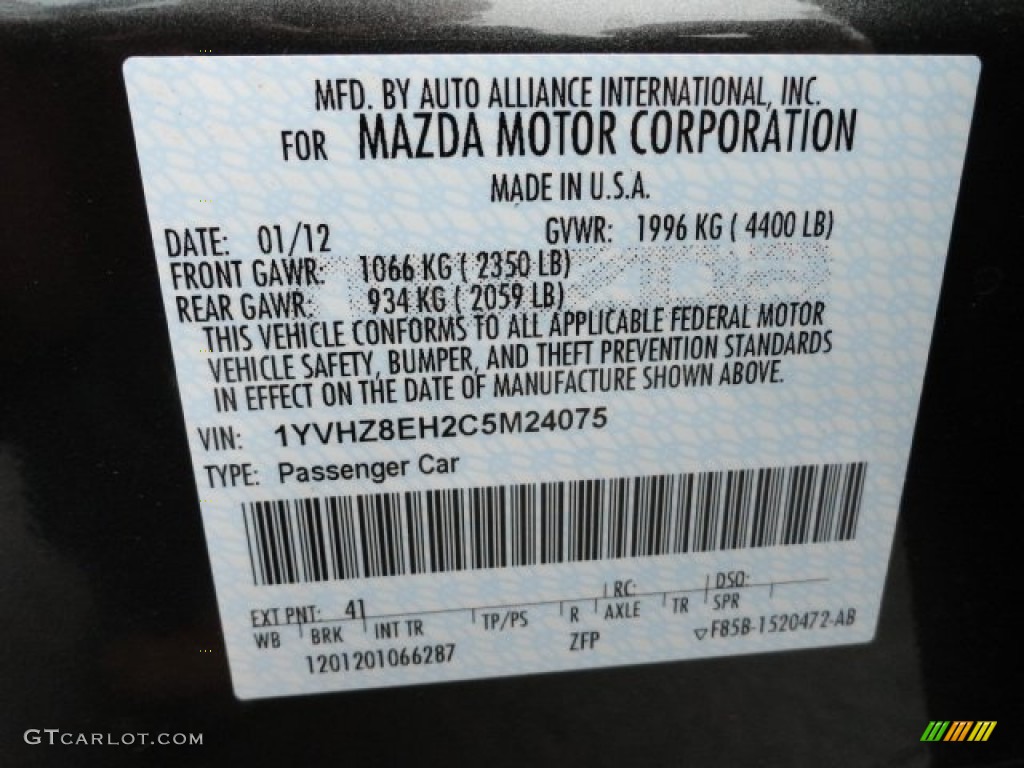 MFD. BY AUTO ALLIANCE INTERNATIONAL, INC.
FOR MAZDA MOTOR CORPORATION
MADE IN U.S.A.
DATE: 01/12 GVWR: 1996 KG ( 4400 LB)
FRONT GAWR: 1066 KG ( 2350 LB)
REAR GAWR: 934 KG ( 2059 LB)
THIS VEHICLE CONFORMS TO ALL APPLICABLE FEDERAL MOTOR
VEHICLE SAFETY, BUMPER, AND THEFT PREVENTION STANDARDS
IN EFFECT ON THE DATE OF MANUFACTURE SHOWN ABOVE.
VIN: 1YVHZ8EH2C5M24075
TYPE: Passenger Car
EXT PNT: 41 RC: DSO:
WB BRK INT TR TP/PS R AXLE TR SPR
1201201066287 ZFP ▽F85B-1520472-AB
GTCARLOT.COM